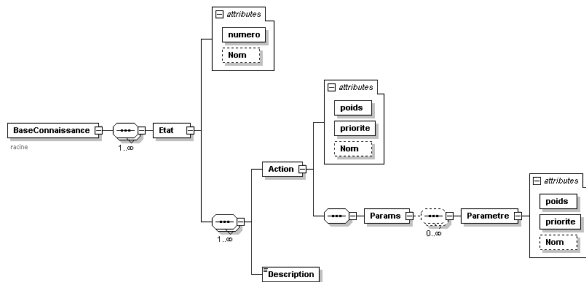 attributes
numero
Nom
attributes
poids
priorite
Nom
BaseConnaissance
Etat
racine
1..∞
Action
attributes
poids
priorite
Nom
Params
Parametre
0..∞
1..∞
Description